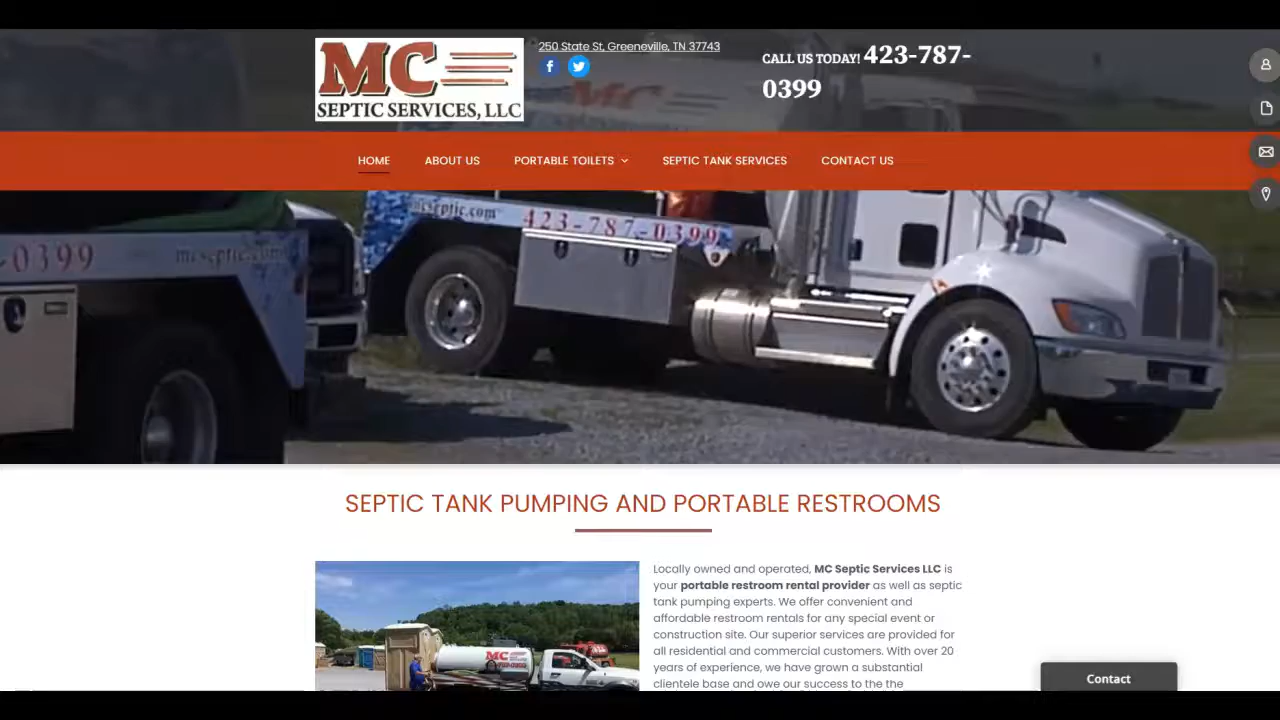 MC
SEPTIC SERVICES, LLC
250 State St, Greeneville, TN 37743
CALL US TODAY! 423-787-
0399
MC
HOME
ABOUT US
PORTABLE TOILETS
SEPTIC TANK SERVICES
CONTACT US
mcseptic.com
423-787-0399
-0399
mcseptic.com
SEPTIC TANK PUMPING AND PORTABLE RESTROOMS
Locally owned and operated, MC Septic Services LLC is
your portable restroom rental provider as well as septic
tank pumping experts. We offer convenient and
affordable restroom rentals for any special event or
construction site. Our superior services are provided for
all residential and commercial customers. With over 20
years of experience, we have grown a substantial
clientele base and owe our success to the the
MC
Contact